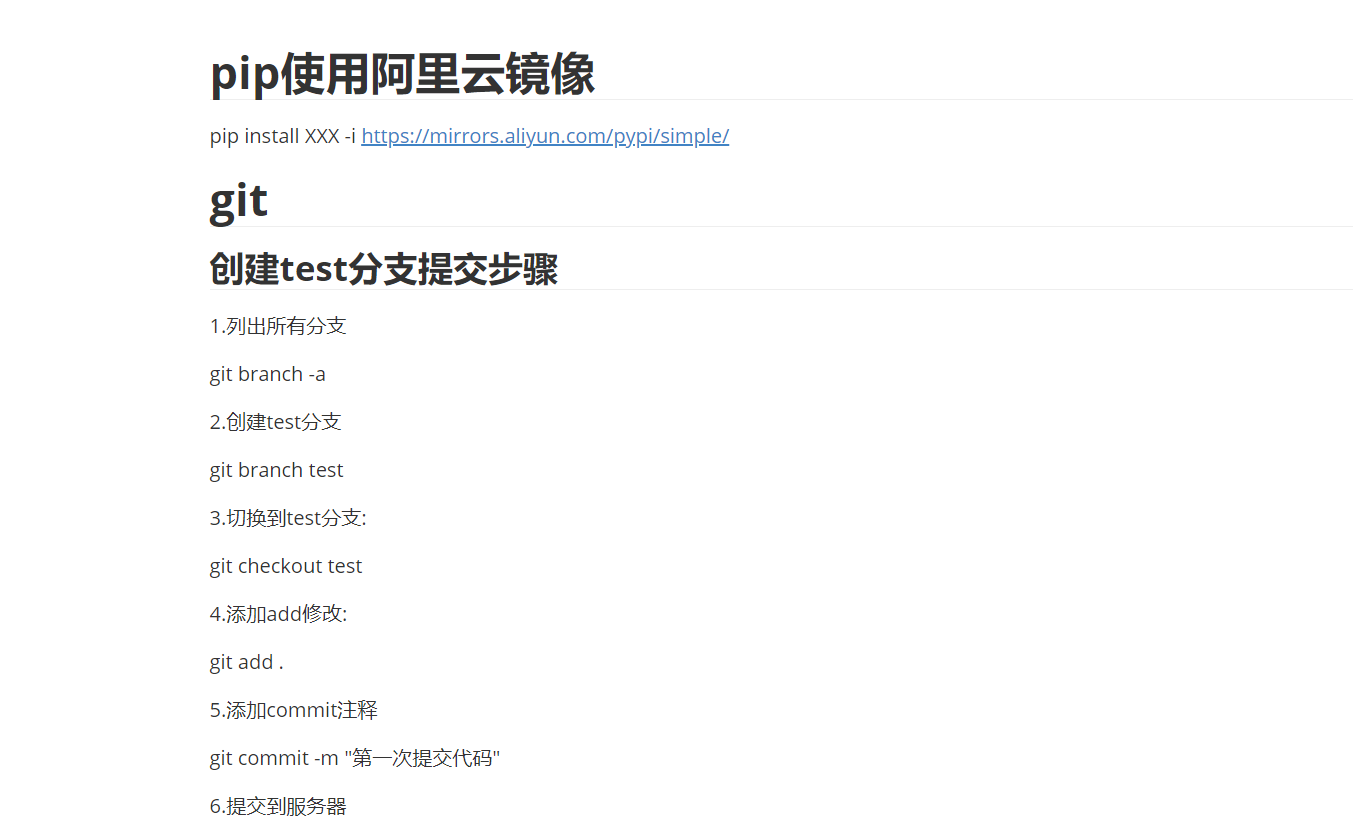 pip使用阿里云镜像
pip install XXX -i https://mirrors.aliyun.com/pypi/simple/
git
创建test分支提交步骤
1.列出所有分支
git branch -a
2.创建test分支
git branch test
3.切换到test分支:
git checkout test
4.添加add修改:
git add .
5.添加commit注释
git commit -m "第一次提交代码"
6.提交到服务器